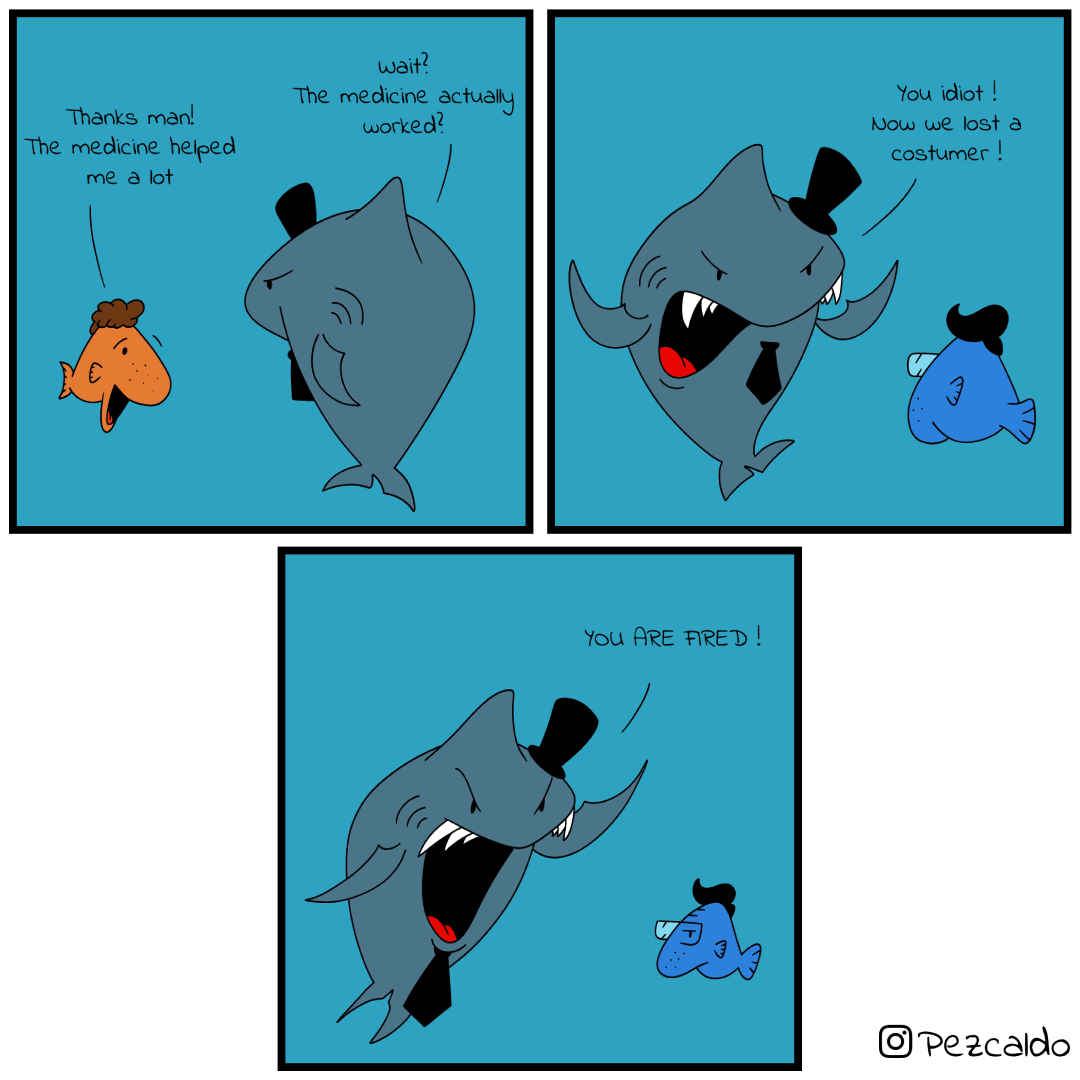 Thanks man!
The medicine helped
me a lot
wait?
The medicine actually
worked?
You idiot !
Now we lost a
costumer !
YOU ARE FIRED !
Pezcaldo